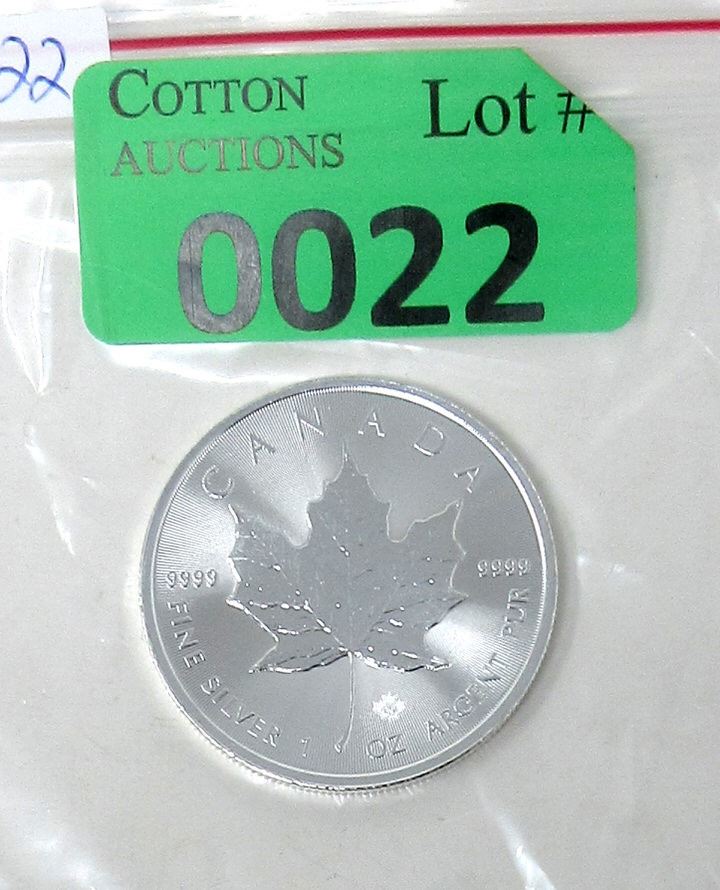 22
COTTON
AUCTIONS
Lot #
0022
CANADA
9999 9999
FINE SILVER 1 OZ ARGENT PUR